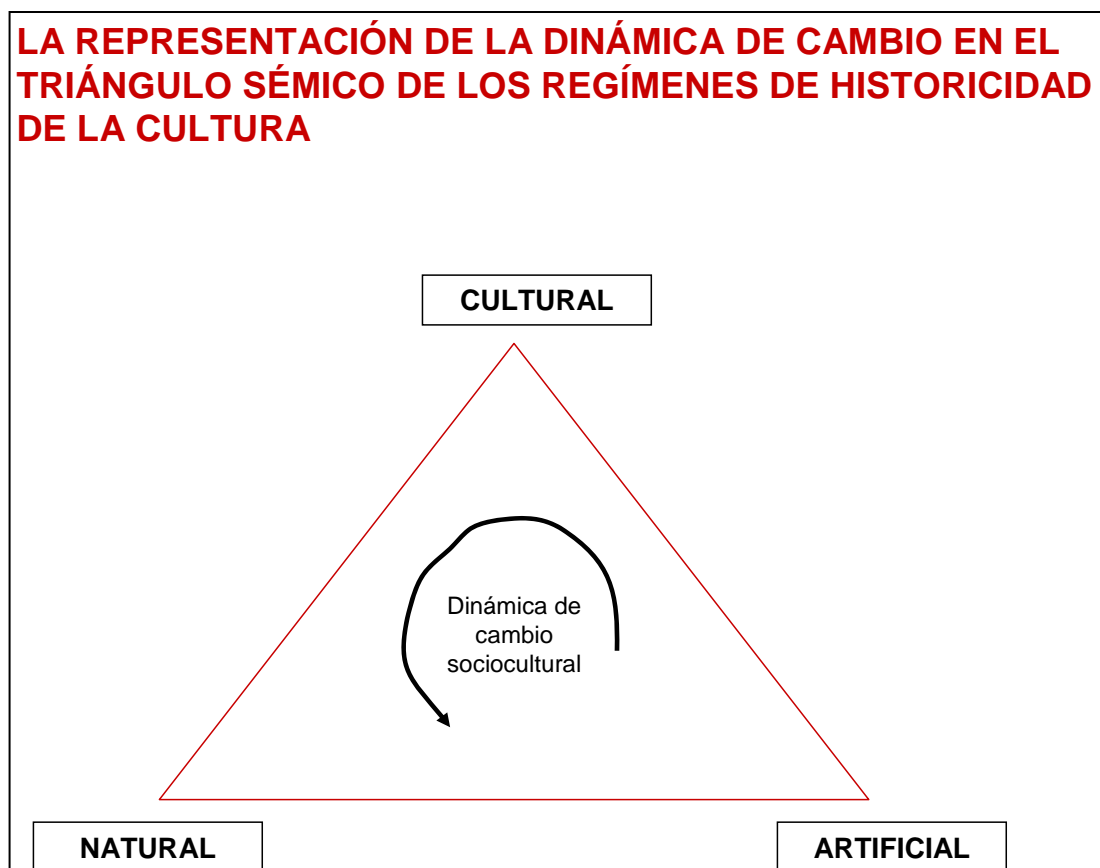 LA REPRESENTACIÓN DE LA DINÁMICA DE CAMBIO EN EL
TRIÁNGULO SÉMICO DE LOS REGÍMENES DE HISTORICIDAD
DE LA CULTURA
CULTURAL
Dinámica de
cambio
sociocultural
NATURAL
ARTIFICIAL